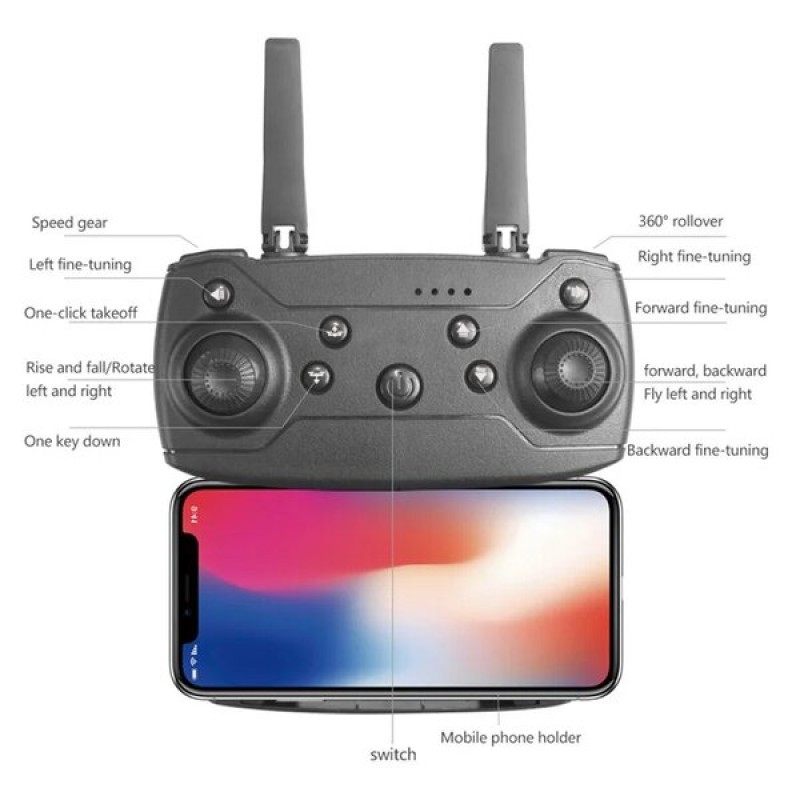 Speed gear
360° rollover
Left fine-tuning
Right fine-tuning
One-click takeoff
Forward fine-tuning
Rise and fall/Rotate
left and right
forward, backward
Fly left and right
One key down
Backward fine-tuning
Mobile phone holder
switch